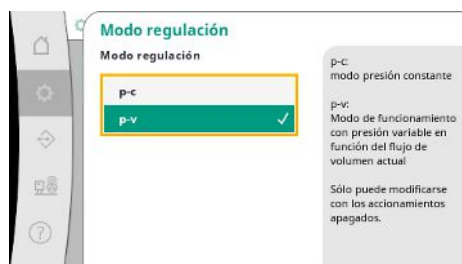 Modo regulación
Modo regulación
p-c
p-v
p-c:
modo presión constante
p-v:
Modo de funcionamiento
con presión variable en
función del flujo de
volumen actual
Sólo puede modificarse
con los accionamientos
apagados.
?